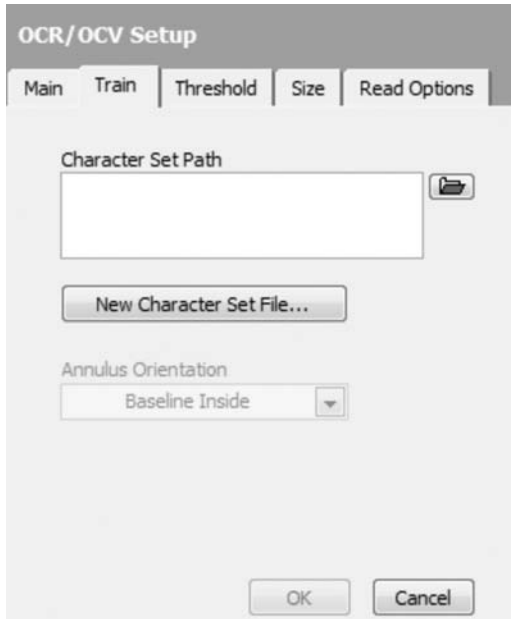 OCR/OCV Setup
Main Train Threshold Size Read Options
Character Set Path
New Character Set File...
Annulus Orientation
Baseline Inside
OK Cancel